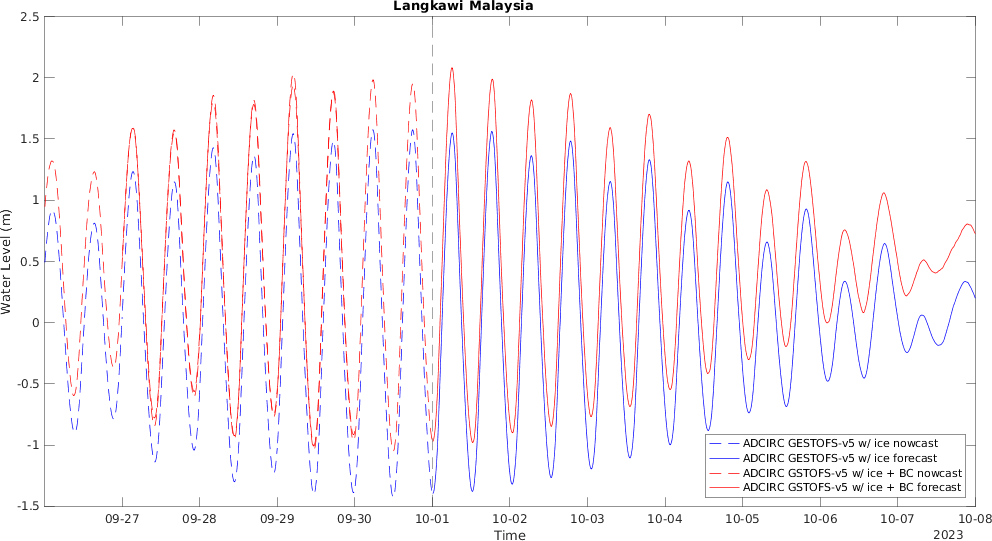 Langkawi Malaysia
2.5
2
1.5
1
0.5
0
-0.5
-1
-1.5
Water Level (m)
ADCIRC GESTOFS-v5 w/ ice nowcast
ADCIRC GESTOFS-v5 w/ ice forecast
ADCIRC GSTOFS-v5 w/ ice + BC nowcast
ADCIRC GSTOFS-v5 w/ ice + BC forecast
09-27 09-28 09-29 09-30 10-01 10-02 10-03 10-04 10-05 10-06 10-07 10-08
Time
2023